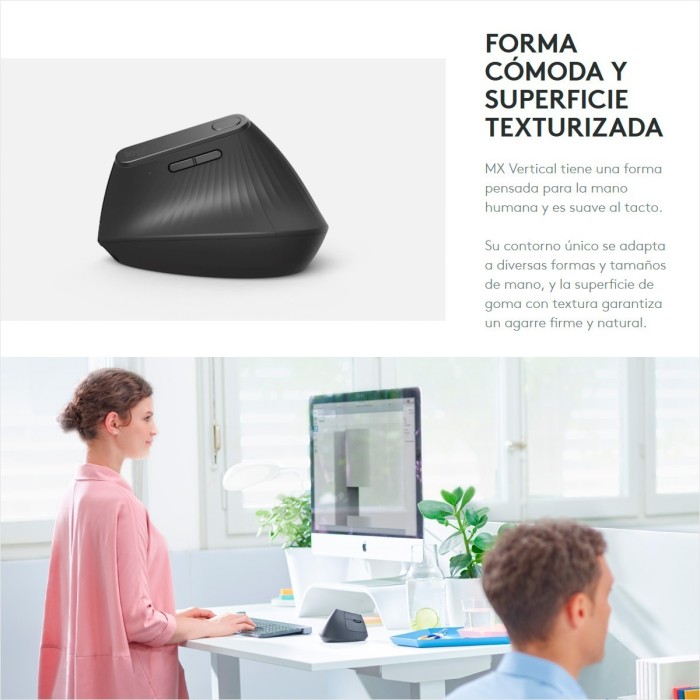 FORMA
CÓMODA Y
SUPERFICIE
TEXTURIZADA
MX Vertical tiene una forma
pensada para la mano
humana y es suave al tacto.
Su contorno único se adapta
a diversas formas y tamaños
de mano, y la superficie de
goma con textura garantiza
un agarre firme y natural.